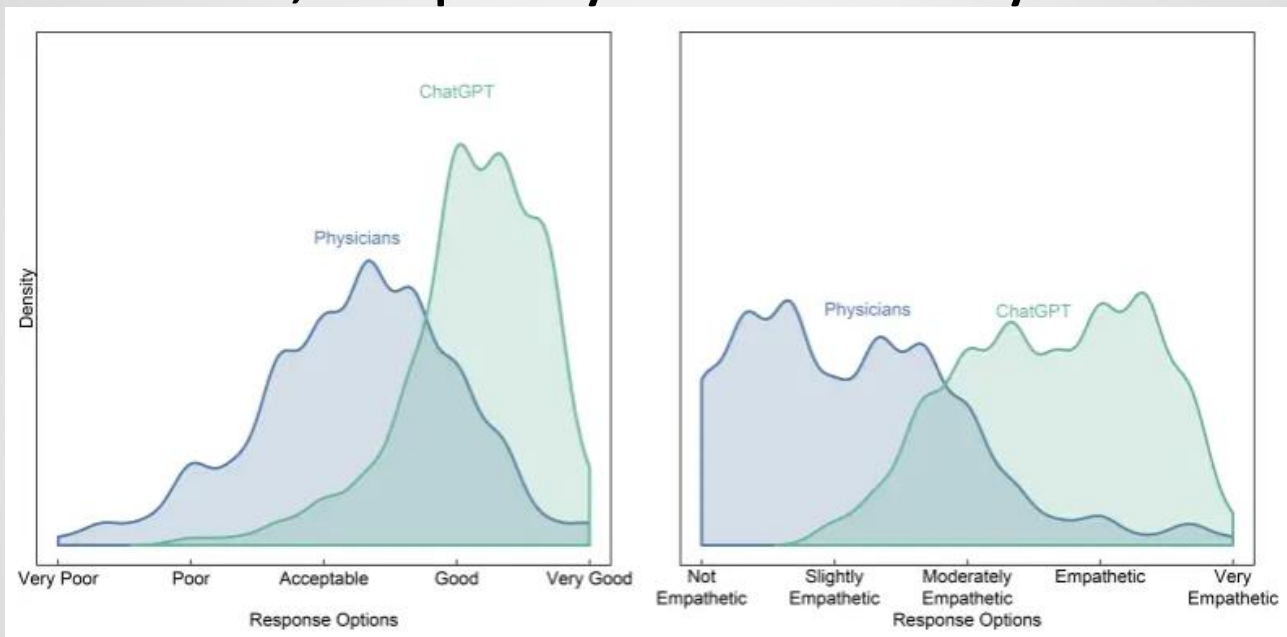 ChatGPT
Physicians
Density
Very Poor Poor Acceptable Good Very Good
Response Options
Physicians ChatGPT
Not Slightly Moderately Empathetic Very
Empathetic Empathetic Empathetic Empathetic
Response Options